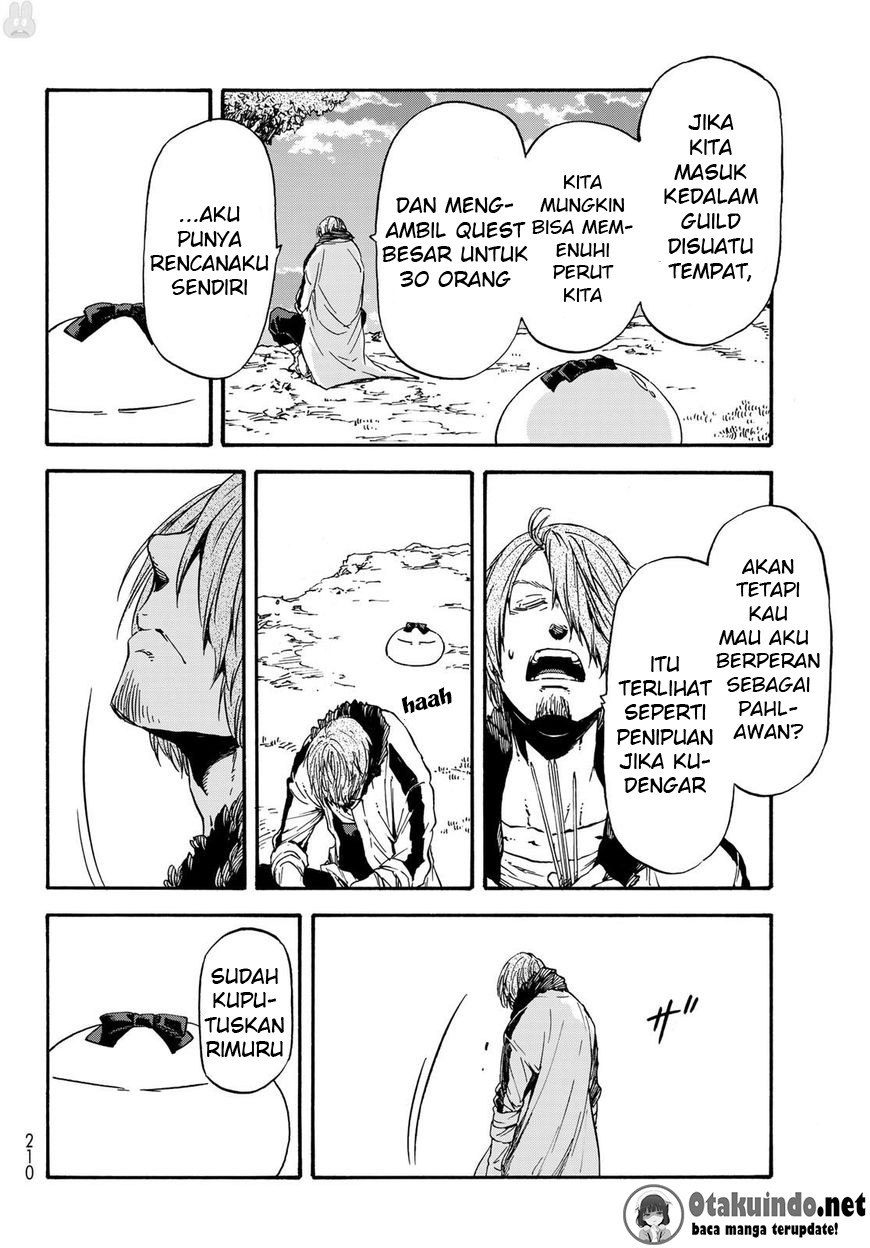 ...AKU
PUNYA
RENCANAKU
SENDIRI
DAN MENG-
AMBIL QUEST
BESAR UNTUK
30 ORANG
KITA
MUNGKIN
BISA MEM-
ENUHI
PERUT
KITA
JIKA
KITA
MASUK
KEDALAM
GUILD
DISUATU
TEMPAT,
haah
AKAN
TETAPI
KAU
MAU AKU
BERPERAN
SEBAGAI
PAHL-
AWAN?
ITU
TERLIHAT
SEPERTI
PENIPUAN
JIKA KU-
DENGAR
SUDAH
KUPU-
TUSKAN
RIMURU
ザッ
210
Otakuindo.net
baca manga terupdate!